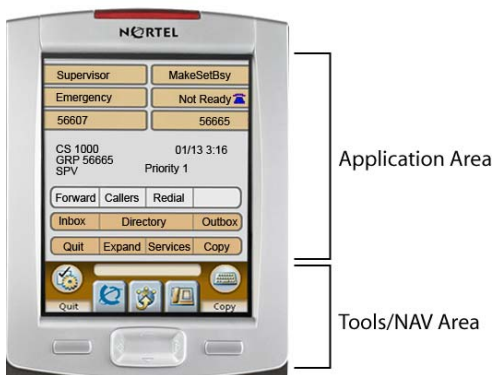 NORTEL
Supervisor MakeSetBsy
Emergency Not Ready
56607 56665
CS 1000 01/13 3:16
GRP 56665
SPV Priority 1
Forward Callers Redial
Inbox Directory Outbox
Quit Expand Services Copy
Quit Copy
Application Area
Tools/NAV Area